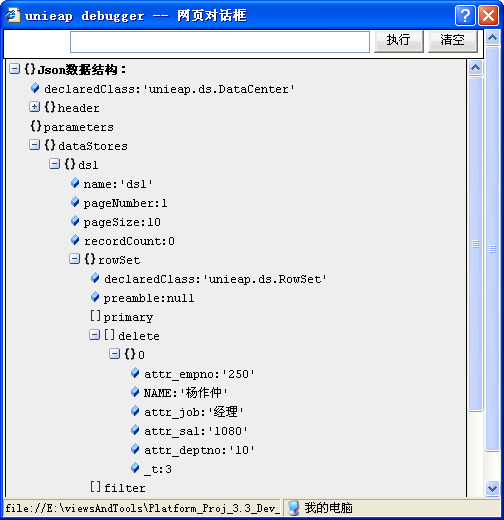 unieap debugger -- 网页对话框
执行 清空
{}Json数据结构：
declaredClass:'unieap.ds.DataCenter'
{}header
{}parameters
{}dataStores
{}ds1
name:'ds1'
pageNumber:1
pageSize:10
recordCount:0
{}rowSet
declaredClass:'unieap.ds.RowSet'
preamble:null
[]primary
[]delete
{}0
attr_empno:'250'
NAME:'杨作仲'
attr_job:'经理'
attr_sal:'1080'
attr_deptno:'10'
_t:3
[]filter
file://E:\viewsAndTools\Platform_Proj_3.3_Dev_ 我的电脑